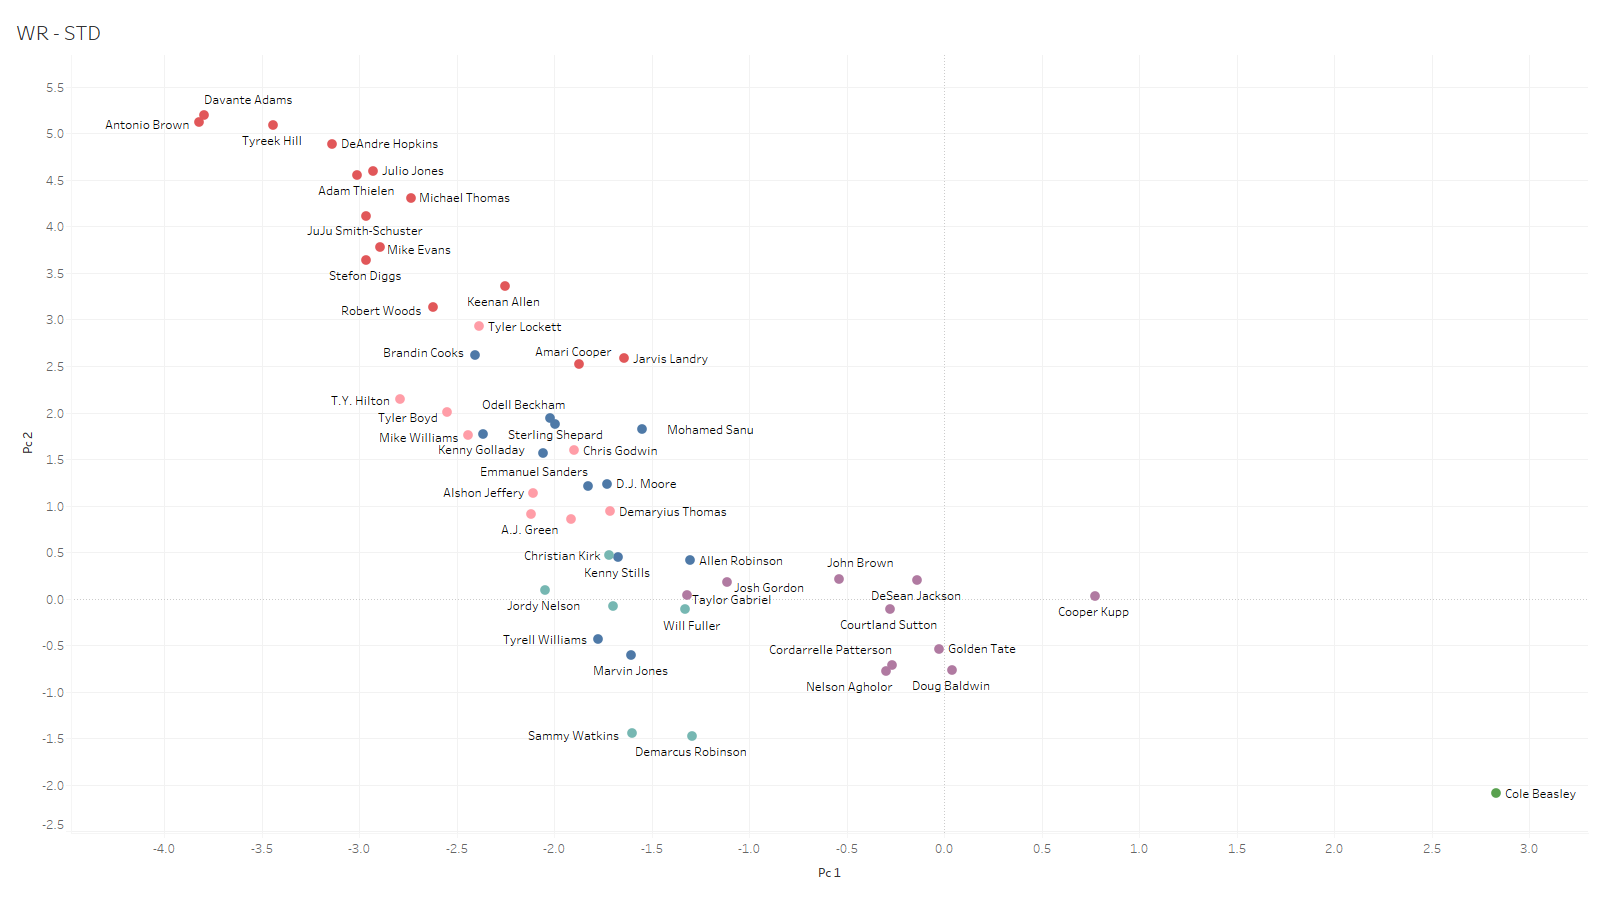 WR - STD
5.5
5.0
4.5
4.0
3.5
3.0
2.5
2.0
1.5
1.0
0.5
0.0
-0.5
-1.0
-1.5
-2.0
-2.5
Pc 2
Davante Adams
Antonio Brown
Tyreek Hill
DeAndre Hopkins
Julio Jones
Adam Thielen
Michael Thomas
JuJu Smith-Schuster
Mike Evans
Stefon Diggs
Keenan Allen
Robert Woods
Tyler Lockett
Brandin Cooks
Amari Cooper
Jarvis Landry
T.Y. Hilton
Odell Beckham
Tyler Boyd
Mohamed Sanu
Mike Williams
Sterling Shepard
Kenny Golladay
Chris Godwin
Emmanuel Sanders
D.J. Moore
Alshon Jeffery
Demaryius Thomas
A.J. Green
Christian Kirk
Allen Robinson
John Brown
Kenny Stills
Josh Gordon
DeSean Jackson
Taylor Gabriel
Jordy Nelson
Cooper Kupp
Will Fuller
Courtland Sutton
Tyrell Williams
Cordarrelle Patterson
Golden Tate
Marvin Jones
Nelson Agholor
Doug Baldwin
Sammy Watkins
Demarcus Robinson
Cole Beasley
-4.0
-3.5
-3.0
-2.5
-2.0
-1.5
-1.0
-0.5
0.0
0.5
1.0
1.5
2.0
2.5
3.0
Pc 1